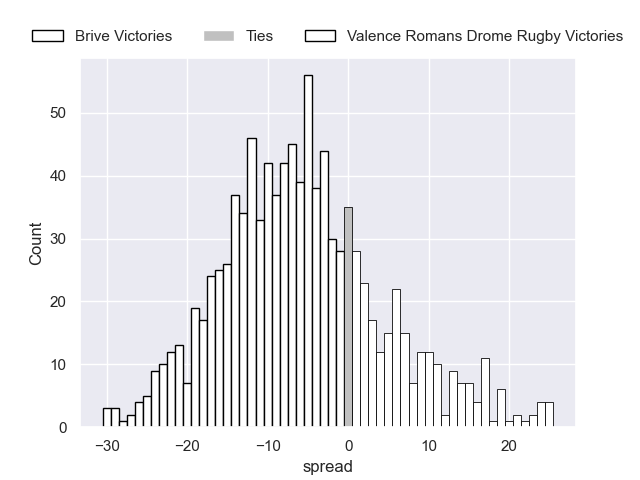 Brive Victories Ties Valence Romans Drome Rugby Victories
50
40
30
20
10
0
Count
−30 −20 −10 0 10 20
spread